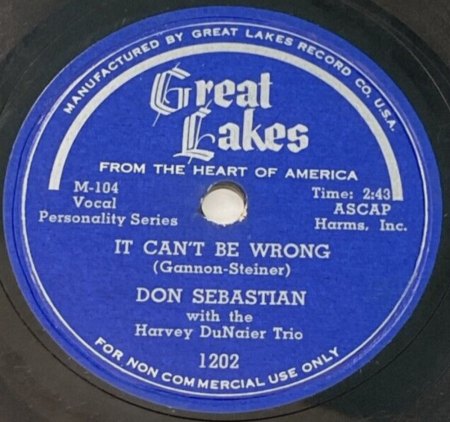 MANUFACTURED BY GREAT LAKES RECORD CO. U.S.A.
Great
Lakes
FROM THE HEART OF AMERICA
M-104
Vocal
Personality Series
Time: 2:43
ASCAP
Harms, Inc.
IT CAN'T BE WRONG
(Gannon-Steiner)
DON SEBASTIAN
with the
Harvey DuNaier Trio
1202
FOR NON COMMERCIAL USE ONLY